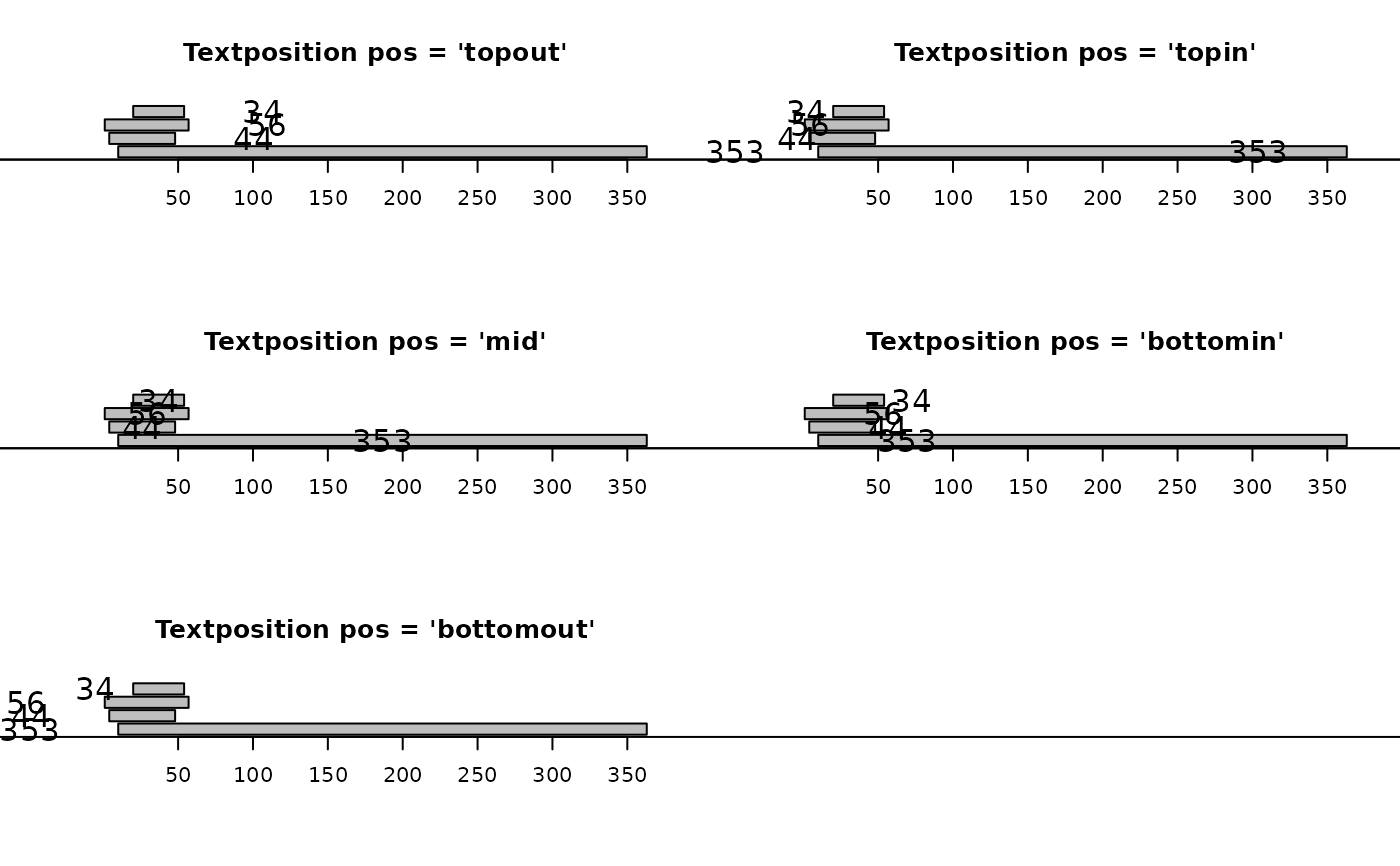 Textposition pos = 'topout'
34
56
44
353
50 100 150 200 250 300 350
Textposition pos = 'topin'
34
56
44
353
50 100 150 200 250 300 350
Textposition pos = 'mid'
34
56
44
353
50 100 150 200 250 300 350
Textposition pos = 'bottomin'
34
56
44
353
50 100 150 200 250 300 350
Textposition pos = 'bottomout'
34
56
44
353
50 100 150 200 250 300 350